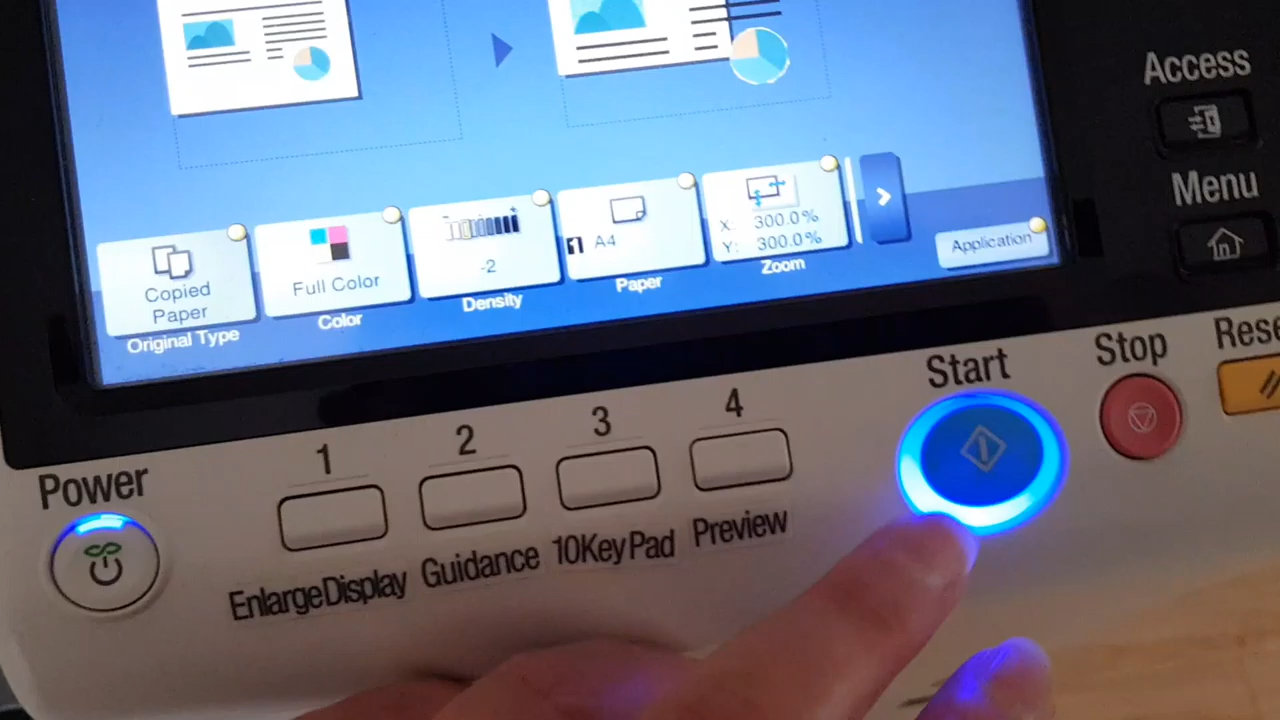 Access
Menu
Copied
Paper
Original Type
Full Color
Color
-2
Density
1 A4
Paper
X: 300.0%
Y: 300.0%
Zoom
Application
Power
1
EnlargeDisplay
2
Guidance
3
10KeyPad
4
Preview
Start
Stop